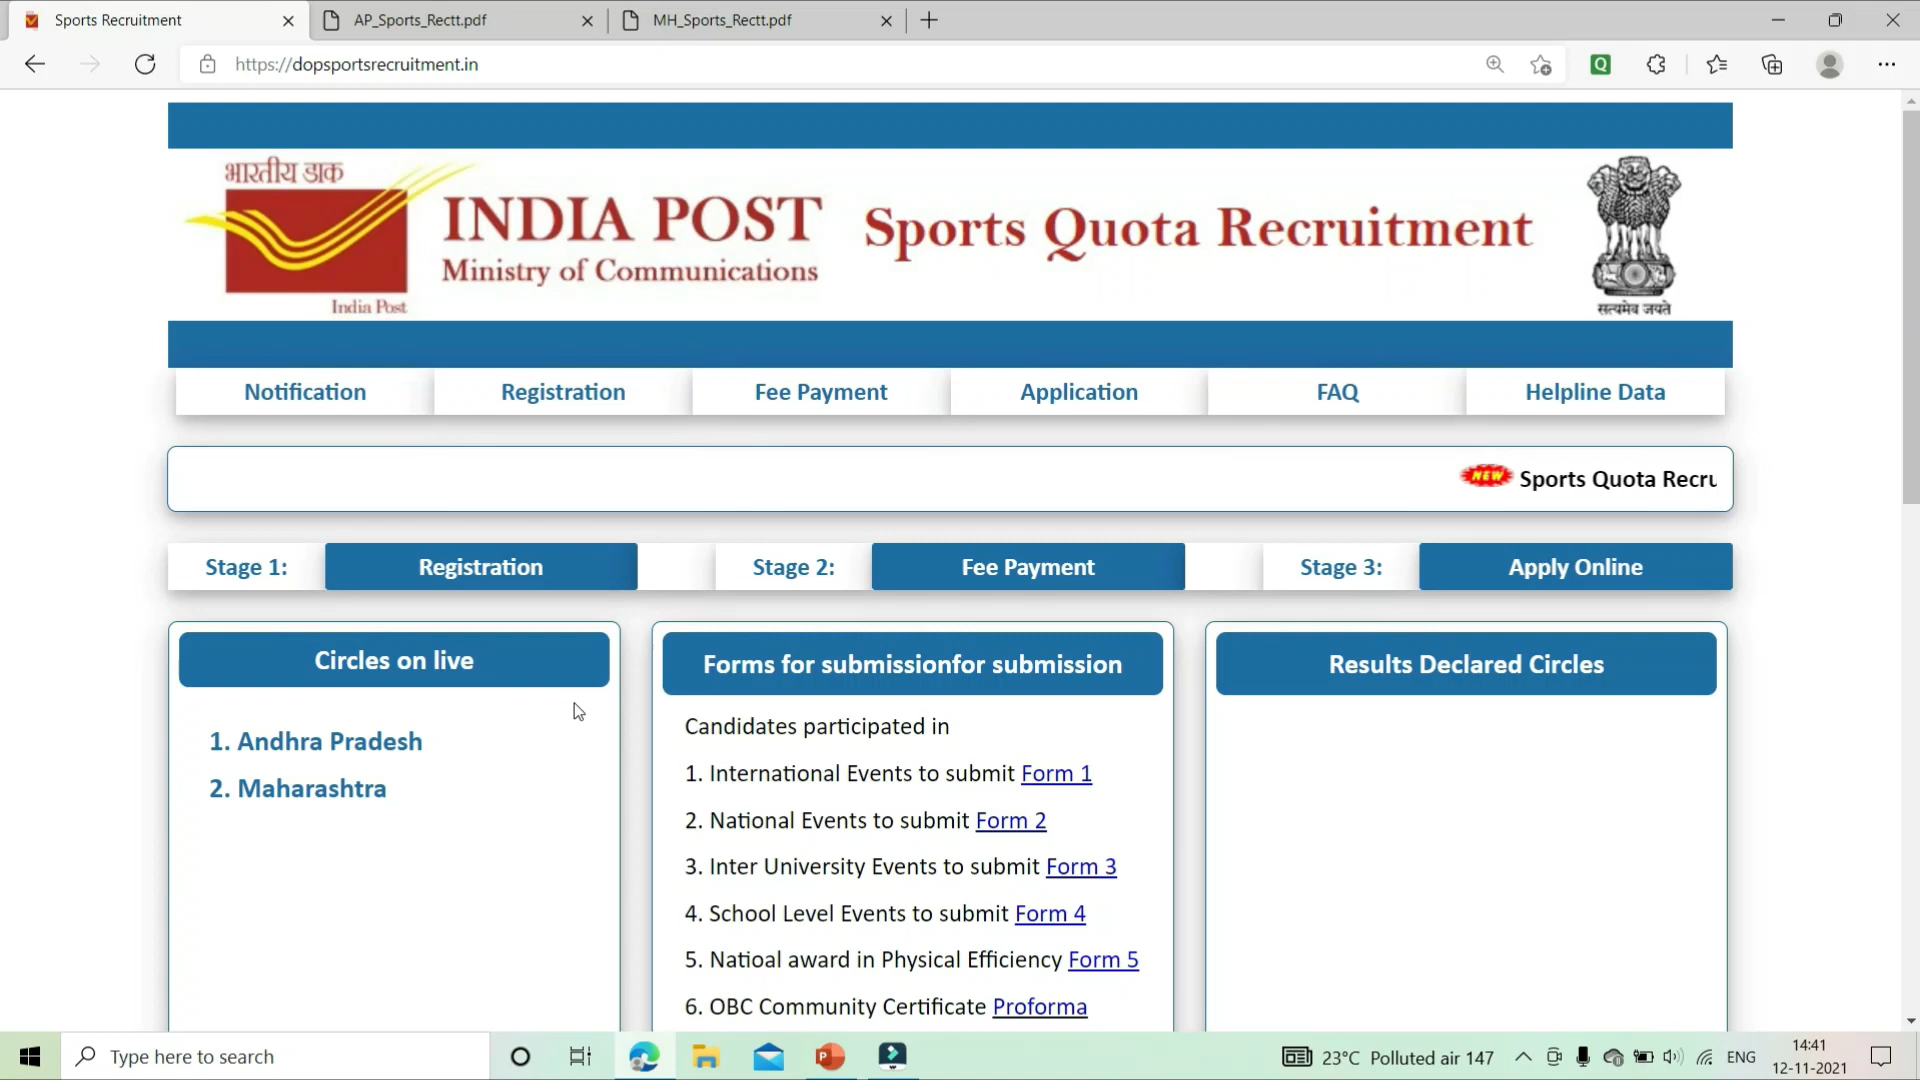 Sports Recruitment
AP_Sports_Rectt.pdf
MH_Sports_Rectt.pdf
https://dopsportsrecruitment.in
भारतीय डाक
India Post
INDIA POST
Ministry of Communications
Sports Quota Recruitment
सत्यमेव जयते
Notification
Registration
Fee Payment
Application
FAQ
Helpline Data
NEW Sports Quota Recru
Stage 1: Registration
Stage 2: Fee Payment
Stage 3: Apply Online
Circles on live
1. Andhra Pradesh
2. Maharashtra
Forms for submissionfor submission
Candidates participated in
1. International Events to submit Form 1
2. National Events to submit Form 2
3. Inter University Events to submit Form 3
4. School Level Events to submit Form 4
5. Natioal award in Physical Efficiency Form 5
6. OBC Community Certificate Proforma
Results Declared Circles
Type here to search
23°C Polluted air 147
ENG
14:41
12-11-2021